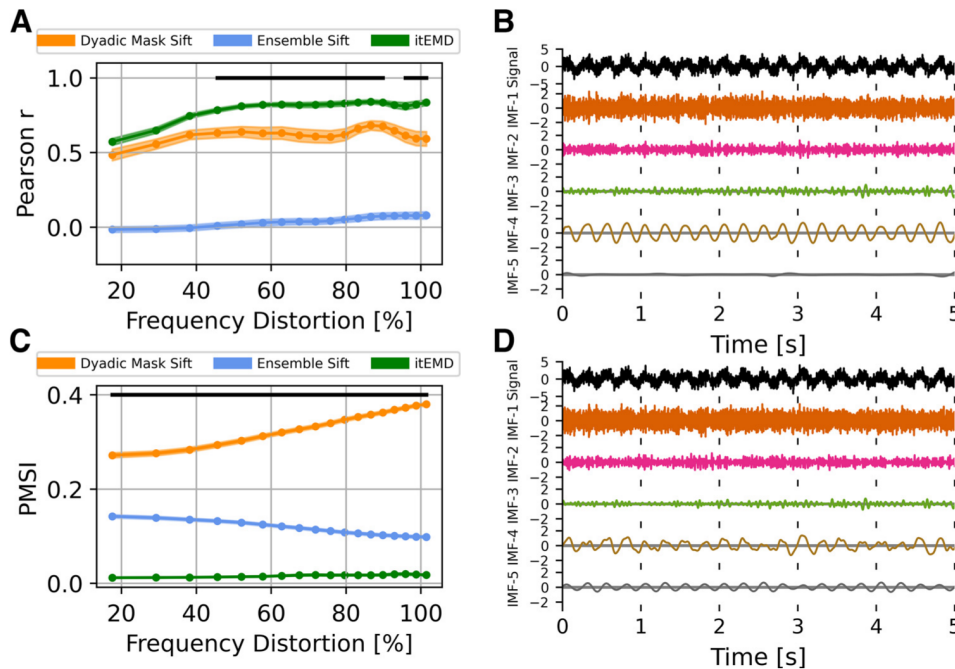 A
Dyadic Mask Sift Ensemble Sift itEMD
1.0
0.5
0.0
Pearson r
20 40 60 80 100
Frequency Distortion [%]
B
5
0
−5
2
0
−2
2
0
−2
2
0
−2
2
0
−2
2
0
−2
IMF-5 IMF-4 IMF-3 IMF-2 IMF-1 Signal
0 1 2 3 4 5
Time [s]
C
Dyadic Mask Sift Ensemble Sift itEMD
0.4
0.2
0.0
PMSI
20 40 60 80 100
Frequency Distortion [%]
D
5
0
−5
2
0
−2
2
0
−2
2
0
−2
2
0
−2
2
0
−2
IMF-5 IMF-4 IMF-3 IMF-2 IMF-1 Signal
0 1 2 3 4 5
Time [s]